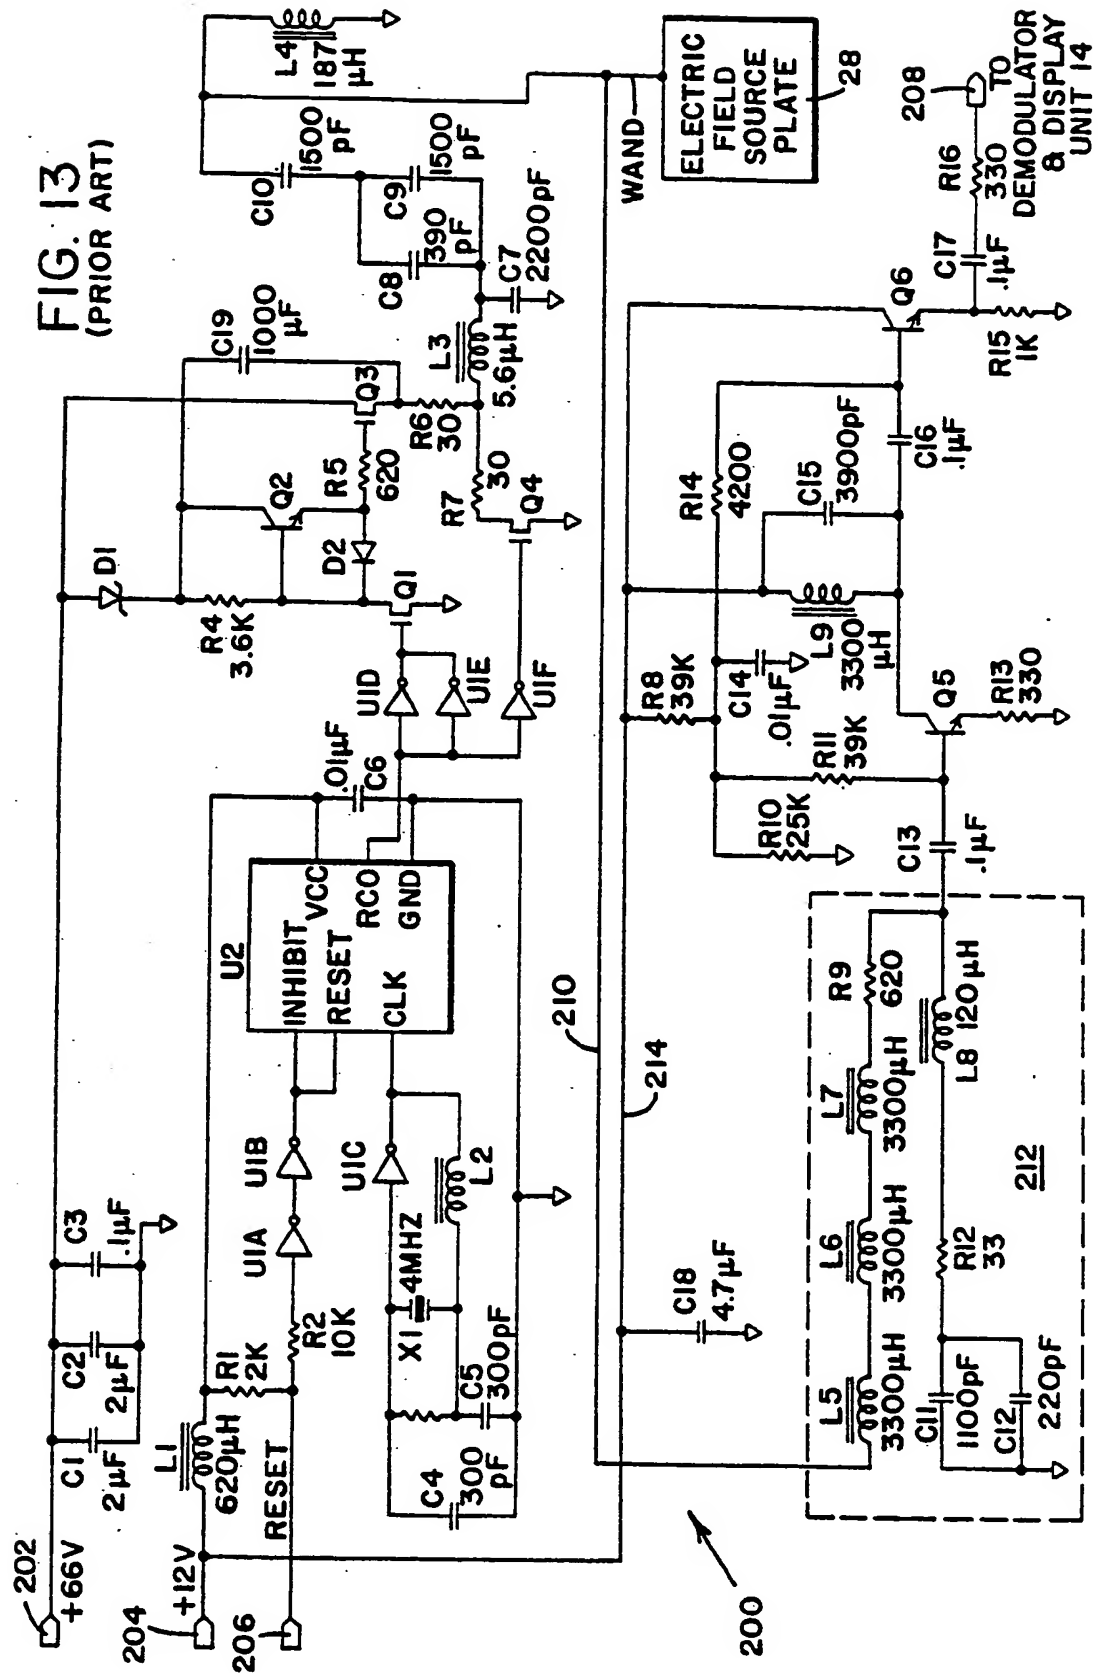 FIG. 13
(PRIOR ART)
202
+66V
204
+12V
206
RESET
C1
2µF
C2
2µF
C3
.1µF
L1
620µH
R1
2K
R2
10K
U1A
U1B
U1C
X1
4MHZ
L2
C4
300
pF
C5
300pF
U2
INHIBIT
RESET
CLK
VCC
RCO
GND
.01µF
C6
U1D
U1E
U1F
D1
R4
3.6K
Q2
D2
R5
620
Q1
Q3
C19
1000
µF
R6
30
R7
30
Q4
L3
5.6µH
C7
2200pF
C8
390
pF
C9
1500
pF
C10
1500
pF
L4
187
µH
WAND
ELECTRIC
FIELD
SOURCE
PLATE
28
210
214
200
C18
4.7µF
L5
3300µH
L6
3300µH
L7
3300µH
R9
620
C11
1100pF
C12
220pF
R12
33
L8
120µH
212
C13
.1µF
R10
25K
R11
39K
R8
39K
C14
.01µF
L9
3300
µH
R14
4200
C15
3900pF
C16
.1µF
Q5
R13
330
Q6
R15
1K
C17
.1µF
R16
330
208
TO
DEMODULATOR
& DISPLAY
UNIT 14